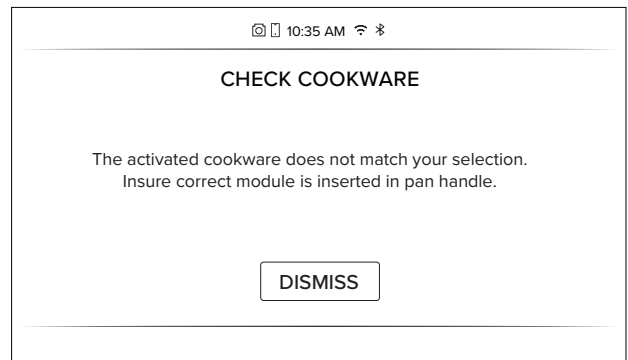 10:35 AM
CHECK COOKWARE
The activated cookware does not match your selection.
Insure correct module is inserted in pan handle.
DISMISS